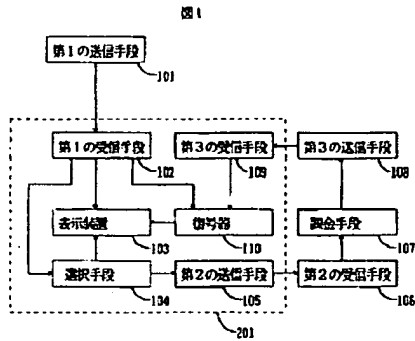 図1
第1の送信手段
101
第1の受信手段
102
第3の受信手段
109
第3の送信手段
108
表示装置
103
復号器
110
課金手段
107
選択手段
104
第2の送信手段
105
第2の受信手段
106
201